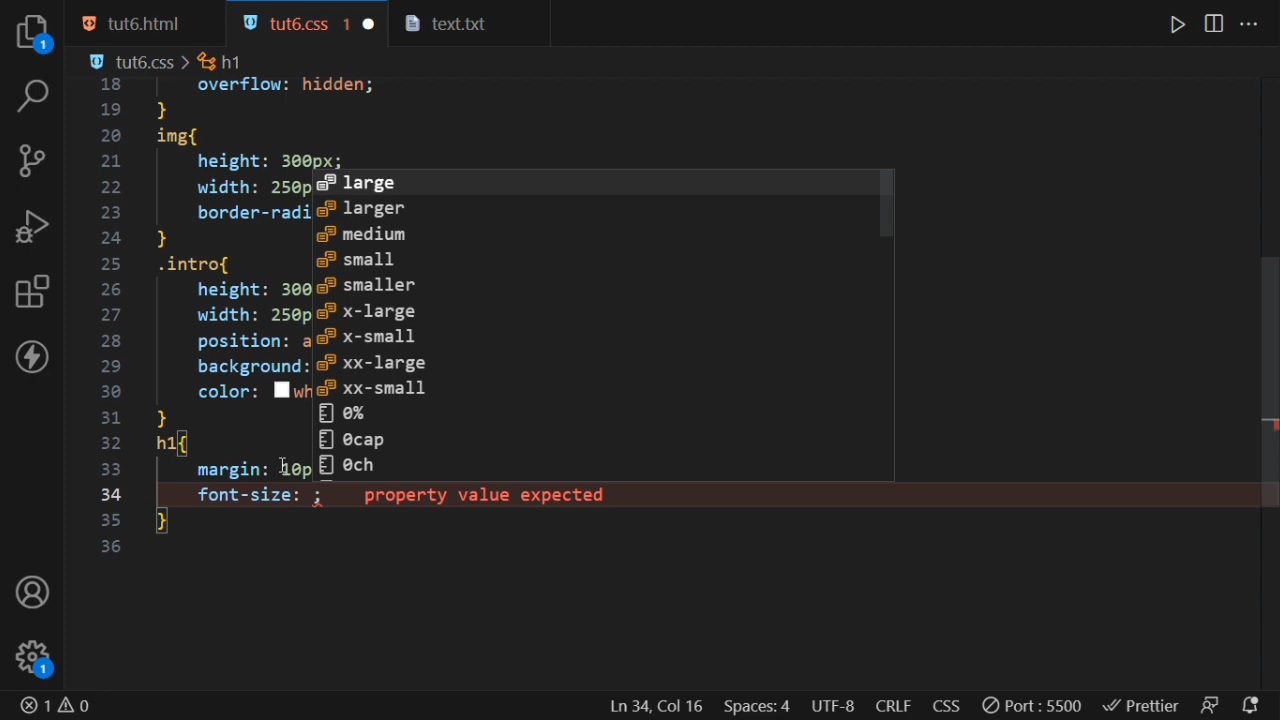 1
tut6.html
tut6.css 1
text.txt
tut6.css > h1
18 overflow: hidden;
19 }
20 img{
21 height: 300px;
22 width: 250p
23 border-radi
24 }
25 .intro{
26 height: 300
27 width: 250p
28 position: a
29 background:
30 color: wh
31 }
32 h1{
33 margin: 10p
34 font-size: ; property value expected
35 }
36
large
larger
medium
small
smaller
x-large
x-small
xx-large
xx-small
0%
0cap
0ch
1
1 0
Ln 34, Col 16 Spaces: 4 UTF-8 CRLF CSS Port : 5500 Prettier